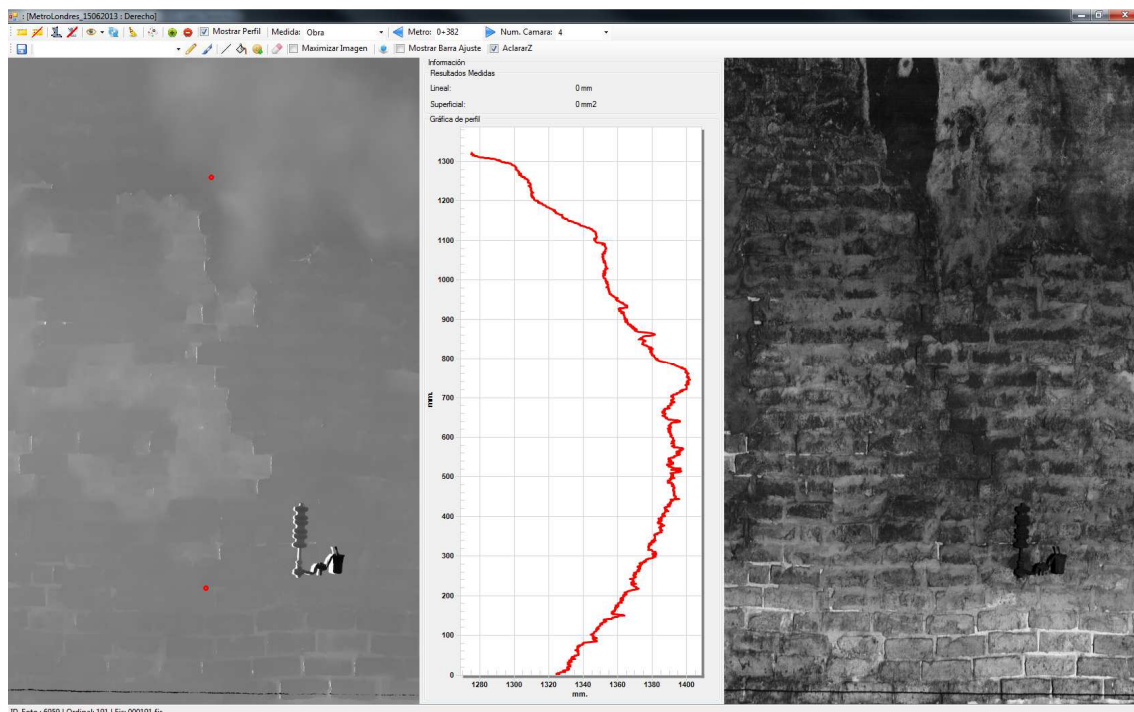 : [MetroLondres_15062013 : Derecho]
Mostrar Perfil Medida: Obra Metro: 0+382 Num. Camara: 4
Maximizar Imagen Mostrar Barra Ajuste AclararZ
Información
Resultados Medidas
Lineal: 0 mm
Superficial: 0 mm2
Gráfica de perfil
1300
1200
1100
1000
900
800
700
mm.
600
500
400
300
200
100
0
1280 1300 1320 1340 1360 1380 1400
mm.
ID. Foto : 6059 | Ordinal: 101 | Fic: 000101.fic